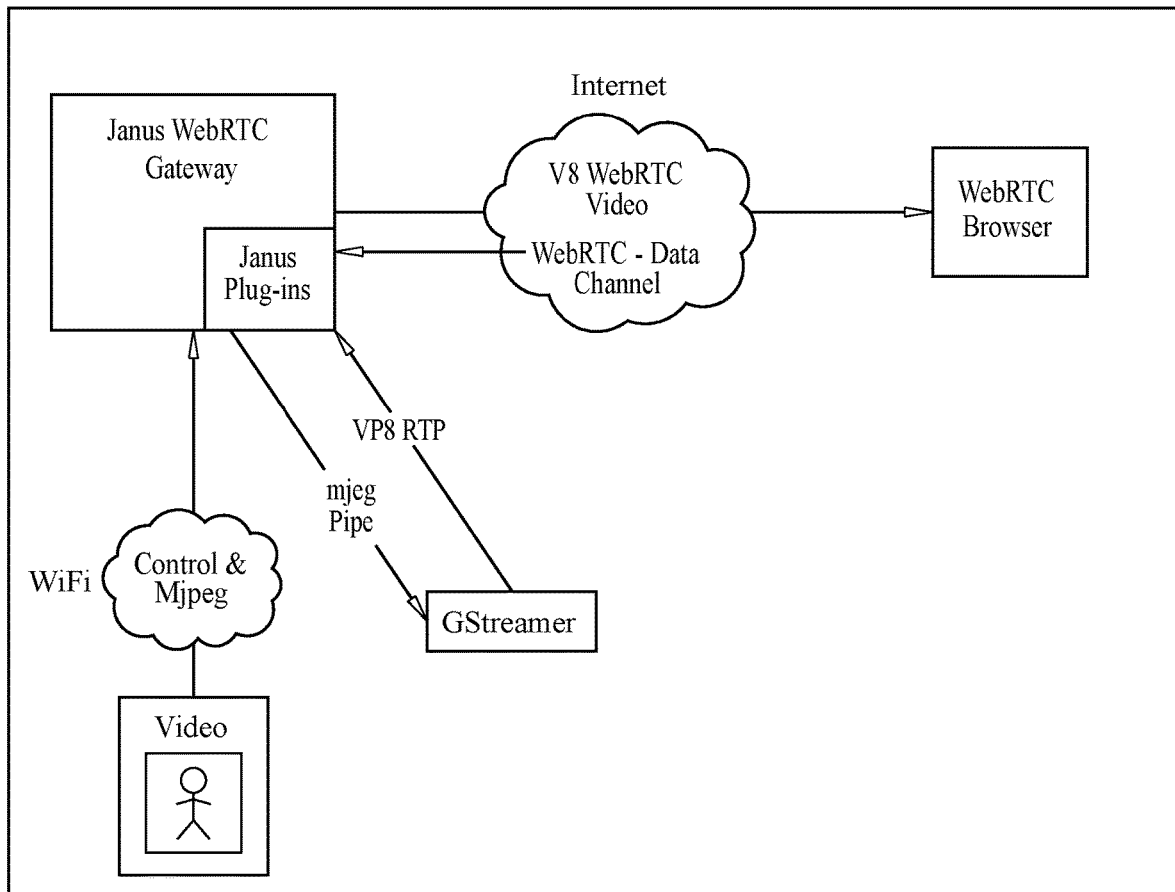 Internet
Janus WebRTC
Gateway
V8 WebRTC
Video
WebRTC
Browser
Janus
Plug-ins
WebRTC - Data
Channel
VP8 RTP
mjeg
Pipe
WiFi
Control &
Mjpeg
GStreamer
Video